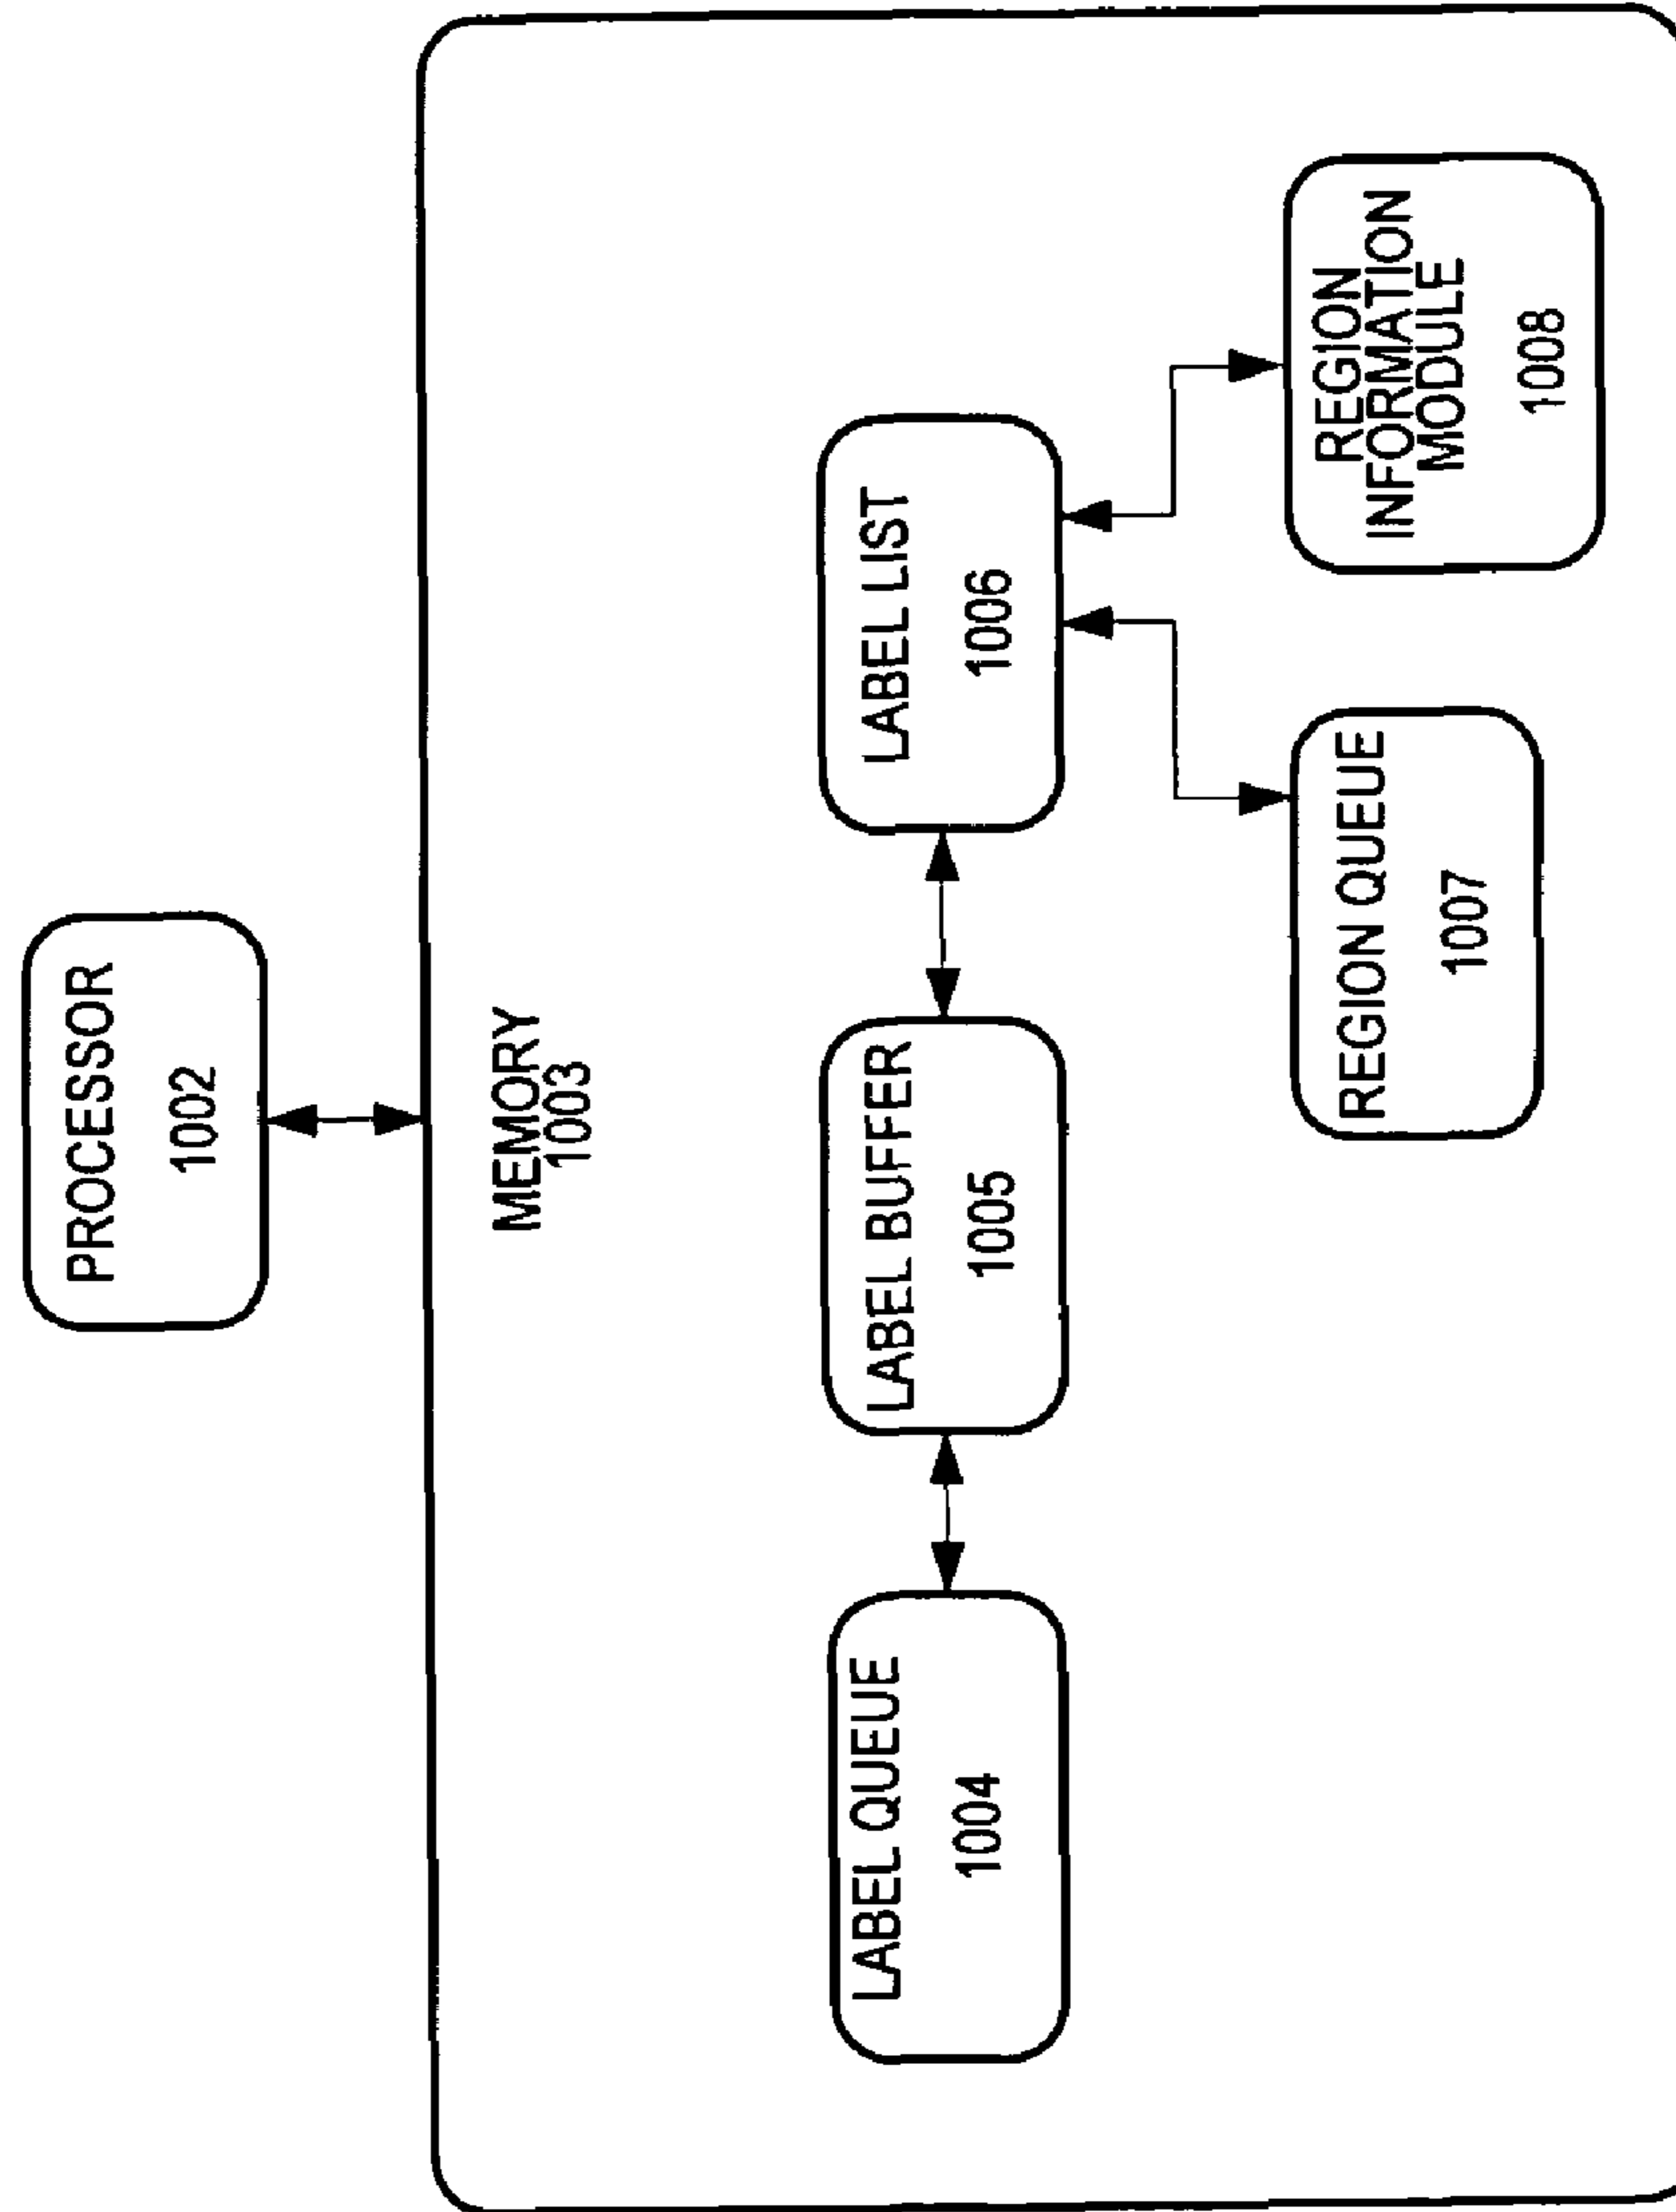 PROCESSOR
1002
MEMORY
1003
LABEL QUEUE
1004
LABEL BUFFER
1005
LABEL LIST
1006
REGION QUEUE
1007
REGION
INFORMATION
MODULE
1008